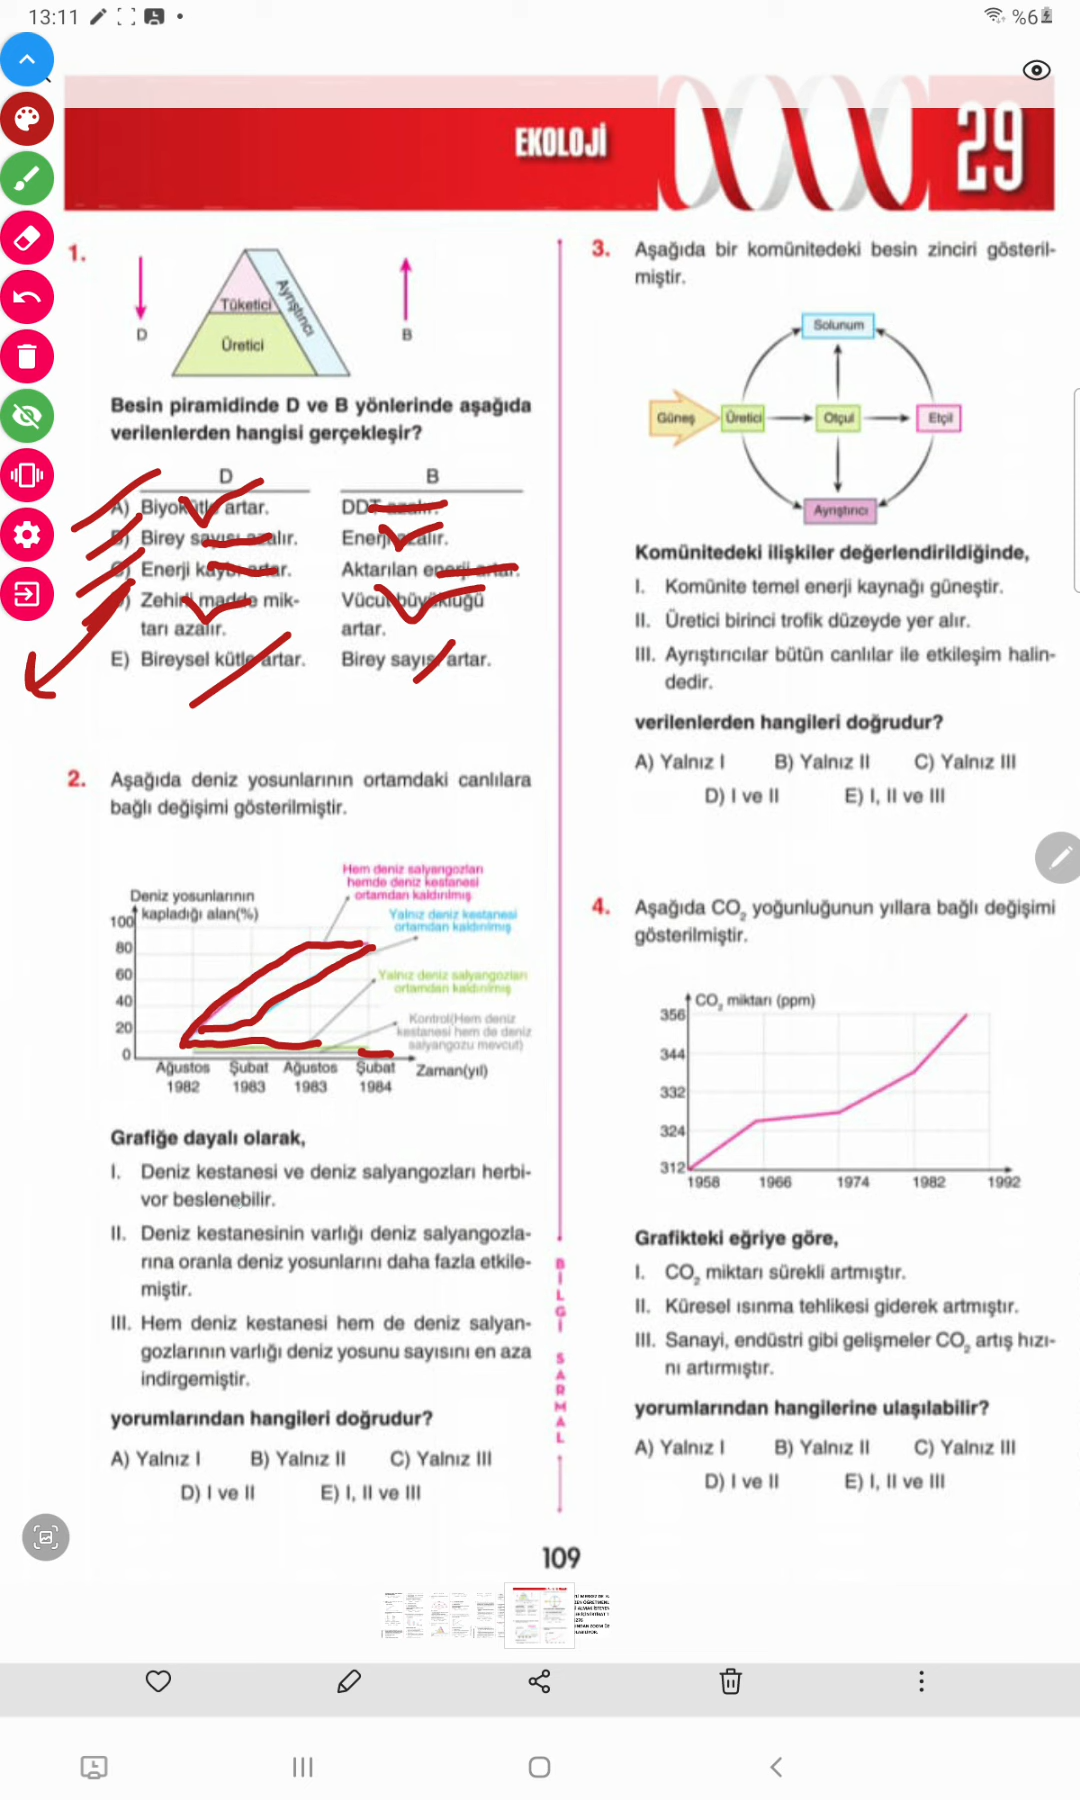 13:11
%6
EKOLOJİ
29
1.
Tüketici
Ayrıştırıcı
Üretici
D
B
Besin piramidinde D ve B yönlerinde aşağıda
verilenlerden hangisi gerçekleşir?
D B
A) Biyokütle artar. DDT azalır.
B) Birey sayısı azalır. Enerji azalır.
C) Enerji kaybı artar. Aktarılan enerji artar.
D) Zehirli madde mik- Vücut büyüklüğü
tarı azalır. artar.
E) Bireysel kütle artar. Birey sayısı artar.
2. Aşağıda deniz yosunlarının ortamdaki canlılara
bağlı değişimi gösterilmiştir.
Hem deniz salyangozları
hemde deniz kestanesi
ortamdan kaldırılmış
Deniz yosunlarının
kapladığı alan(%)
Yalnız deniz kestanesi
ortamdan kaldırılmış
100
80
60
40
20
0
Yalnız deniz salyangozları
ortamdan kaldırılmış
Kontrol(Hem deniz
kestanesi hem de deniz
salyangozu mevcut)
Ağustos Şubat Ağustos Şubat Zaman(yıl)
1982 1983 1983 1984
Grafiğe dayalı olarak,
I. Deniz kestanesi ve deniz salyangozları herbi-
vor beslenebilir.
II. Deniz kestanesinin varlığı deniz salyangozla-
rına oranla deniz yosunlarını daha fazla etkile-
miştir.
III. Hem deniz kestanesi hem de deniz salyan-
gozlarının varlığı deniz yosunu sayısını en aza
indirgemiştir.
yorumlarından hangileri doğrudur?
A) Yalnız I B) Yalnız II C) Yalnız III
D) I ve II E) I, II ve III
BİLGİ SARMAL
3. Aşağıda bir komünitedeki besin zinciri gösteril-
miştir.
Solunum
Güneş Üretici Otçul Etçil
Ayrıştırıcı
Komünitedeki ilişkiler değerlendirildiğinde,
I. Komünite temel enerji kaynağı güneştir.
II. Üretici birinci trofik düzeyde yer alır.
III. Ayrıştırıcılar bütün canlılar ile etkileşim halin-
dedir.
verilenlerden hangileri doğrudur?
A) Yalnız I B) Yalnız II C) Yalnız III
D) I ve II E) I, II ve III
4. Aşağıda CO₂ yoğunluğunun yıllara bağlı değişimi
gösterilmiştir.
CO₂ miktarı (ppm)
356
344
332
324
312
1958 1966 1974 1982 1992
Grafikteki eğriye göre,
I. CO₂ miktarı sürekli artmıştır.
II. Küresel ısınma tehlikesi giderek artmıştır.
III. Sanayi, endüstri gibi gelişmeler CO₂ artış hızı-
nı artırmıştır.
yorumlarından hangilerine ulaşılabilir?
A) Yalnız I B) Yalnız II C) Yalnız III
D) I ve II E) I, II ve III
109